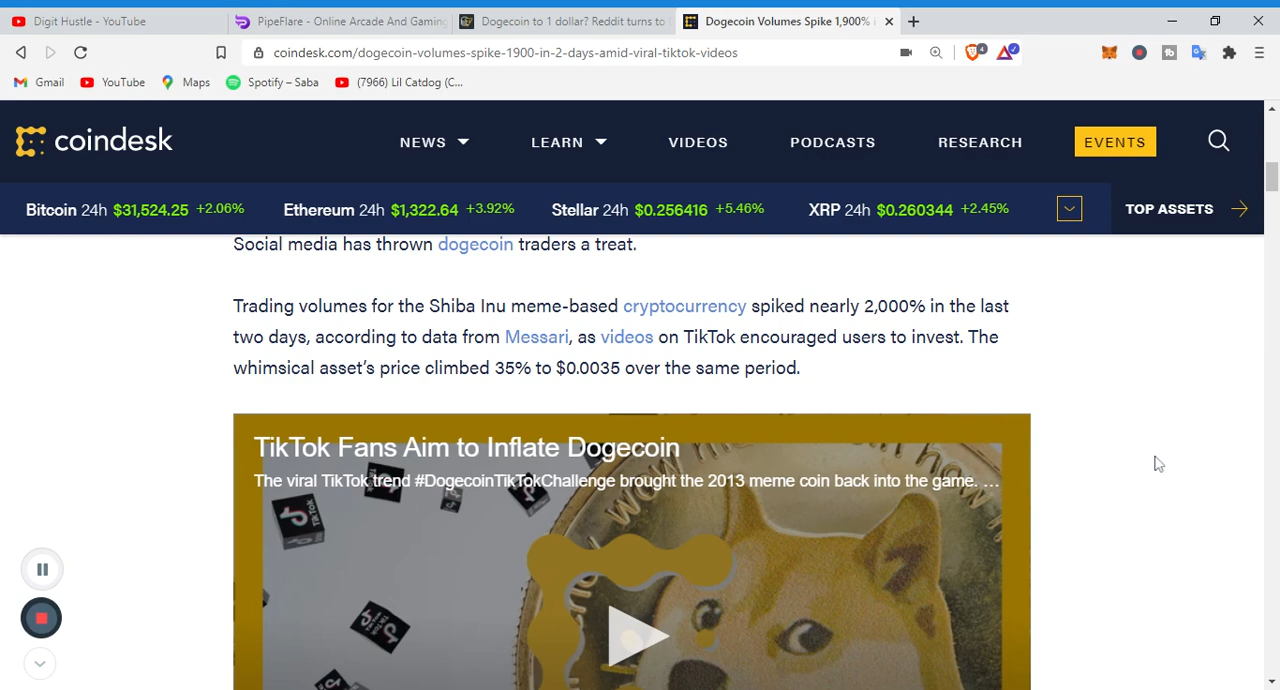 Digit Hustle - YouTube
PipeFlare - Online Arcade And Gaming
Dogecoin to 1 dollar? Reddit turns to
Dogecoin Volumes Spike 1,900% i
coindesk.com/dogecoin-volumes-spike-1900-in-2-days-amid-viral-tiktok-videos
Gmail YouTube Maps Spotify – Saba (7966) Lil Catdog (C...
coindesk NEWS LEARN VIDEOS PODCASTS RESEARCH EVENTS
Bitcoin 24h $31,524.25 +2.06% Ethereum 24h $1,322.64 +3.92% Stellar 24h $0.256416 +5.46% XRP 24h $0.260344 +2.45% TOP ASSETS
Social media has thrown dogecoin traders a treat.
Trading volumes for the Shiba Inu meme-based cryptocurrency spiked nearly 2,000% in the last
two days, according to data from Messari, as videos on TikTok encouraged users to invest. The
whimsical asset's price climbed 35% to $0.0035 over the same period.
TikTok Fans Aim to Inflate Dogecoin
The viral TikTok trend #DogecoinTikTokChallenge brought the 2013 meme coin back into the game. ...
wow